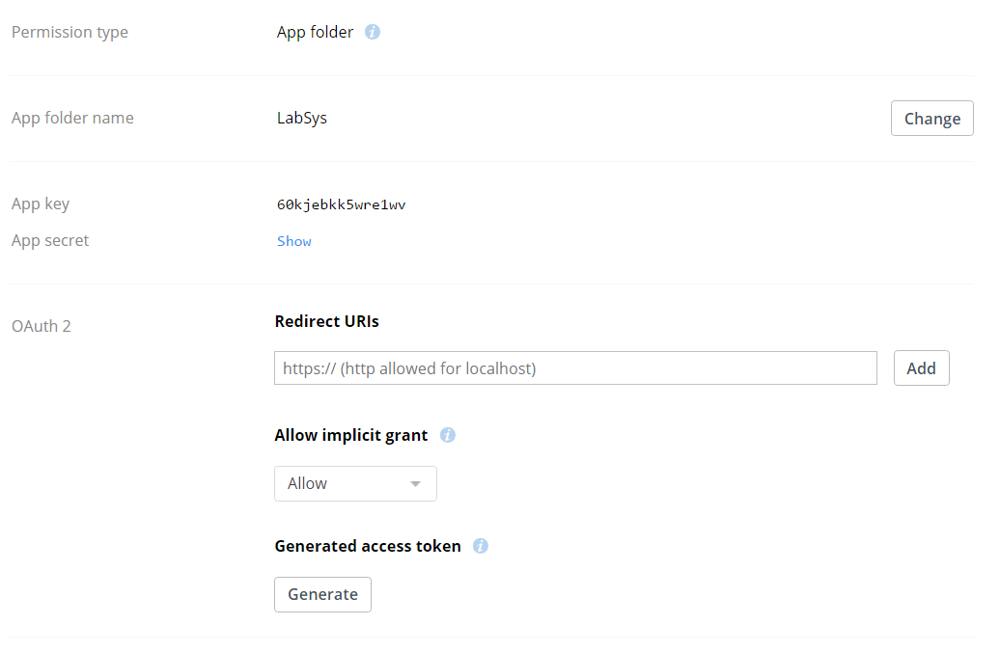 Permission type App folder
App folder name LabSys Change
App key 60kjebkk5wre1wv
App secret Show
OAuth 2 Redirect URIs
https:// (http allowed for localhost) Add
Allow implicit grant
Allow
Generated access token
Generate